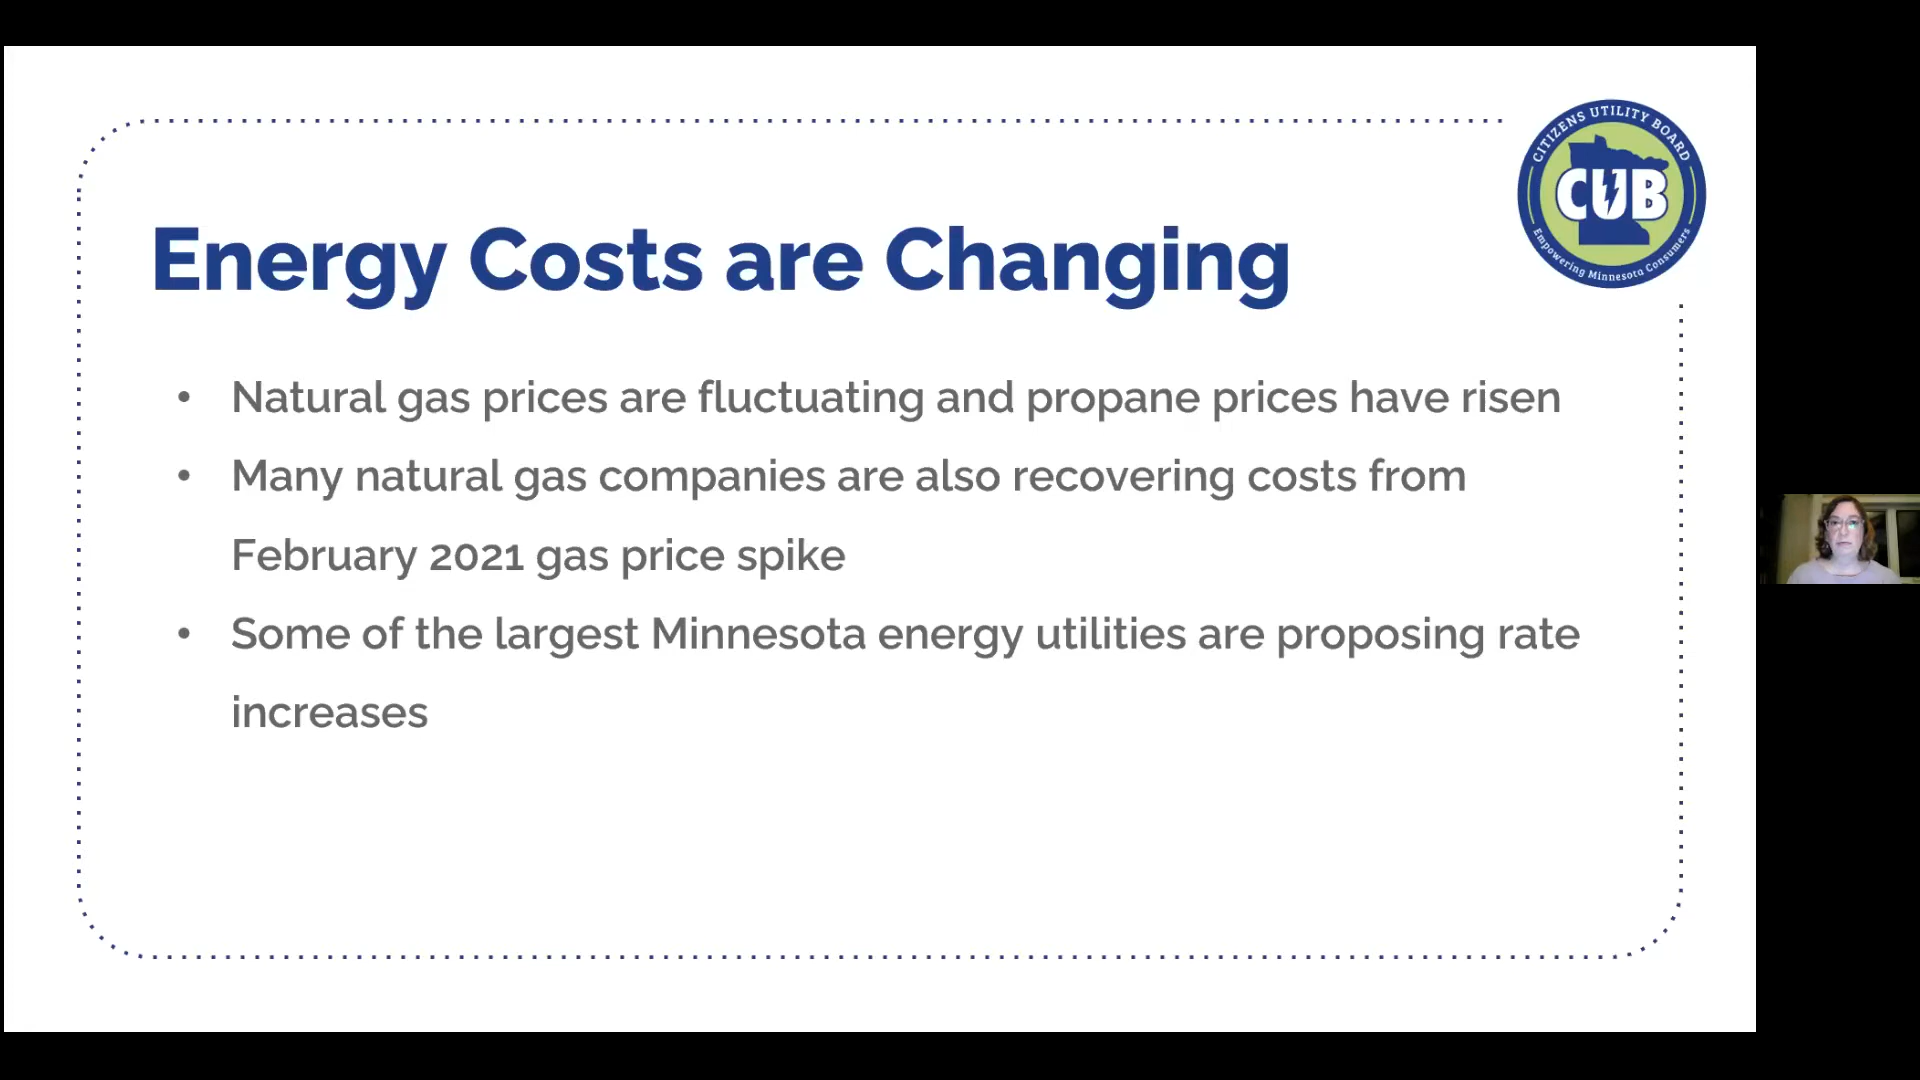 CITIZENS UTILITY BOARD
CUB
Empowering Minnesota Consumers
Energy Costs are Changing
• Natural gas prices are fluctuating and propane prices have risen
• Many natural gas companies are also recovering costs from
February 2021 gas price spike
• Some of the largest Minnesota energy utilities are proposing rate
increases